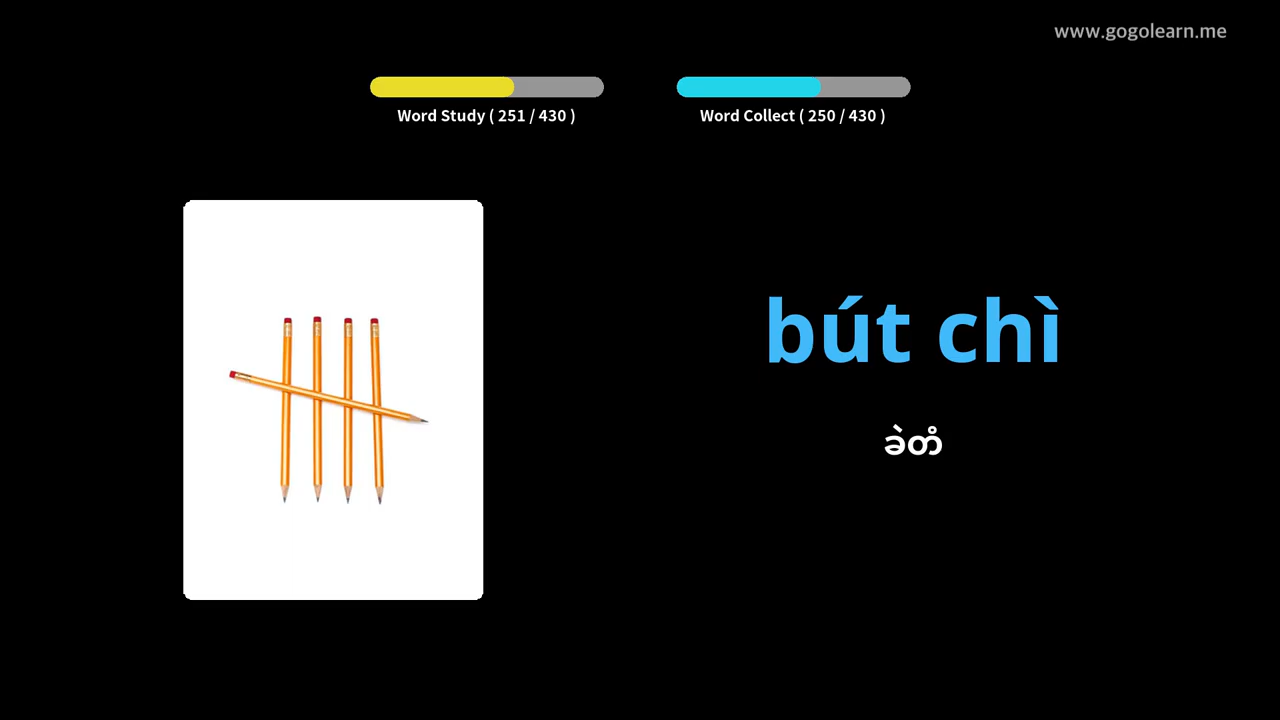 www.gogolearn.me
Word Study ( 251 / 430 )
Word Collect ( 250 / 430 )
bút chì
ခဲတံ